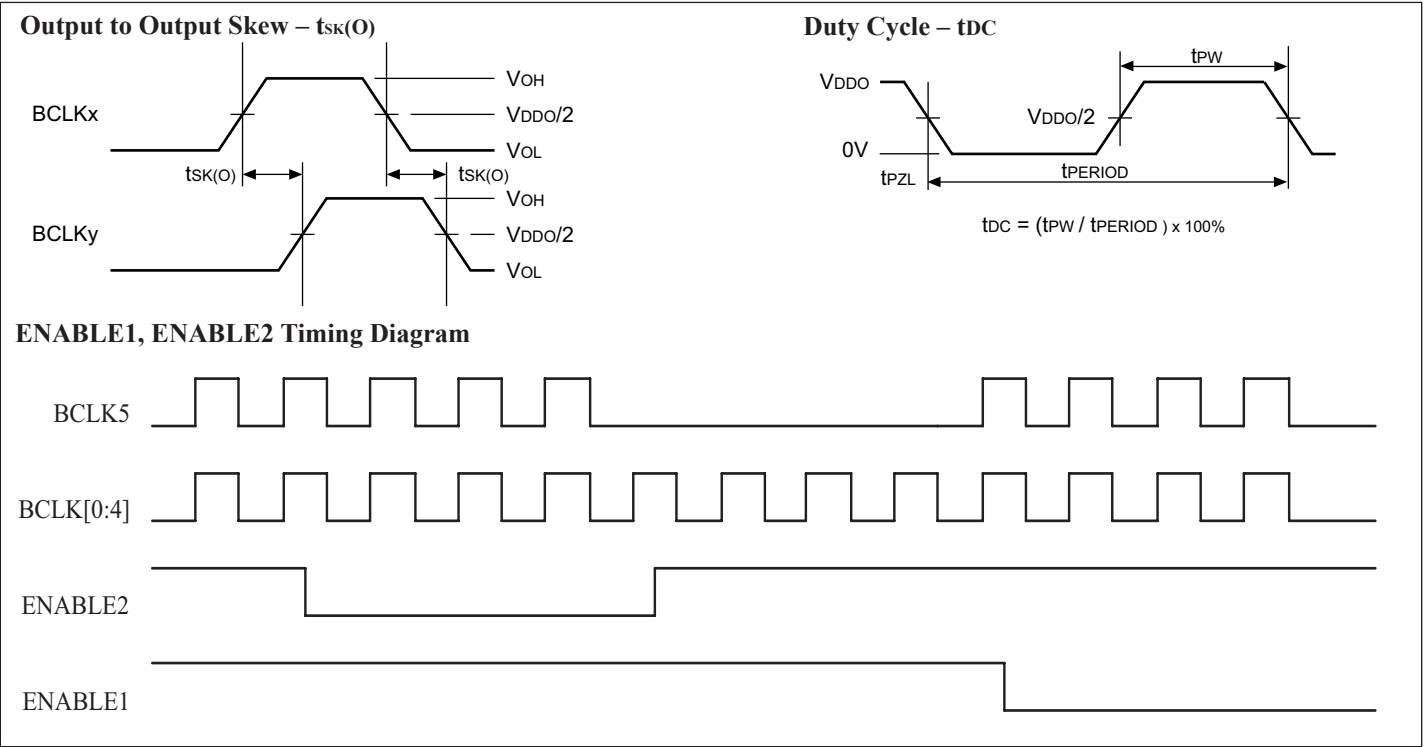 Output to Output Skew – tSK(O)
BCLKx
VOH
VDDO/2
VOL
tSK(O)
tSK(O)
BCLKy
VOH
VDDO/2
VOL
Duty Cycle – tDC
tPW
VDDO
VDDO/2
0V
tPZL
tPERIOD
tDC = (tPW / tPERIOD ) x 100%
ENABLE1, ENABLE2 Timing Diagram
BCLK5
BCLK[0:4]
ENABLE2
ENABLE1